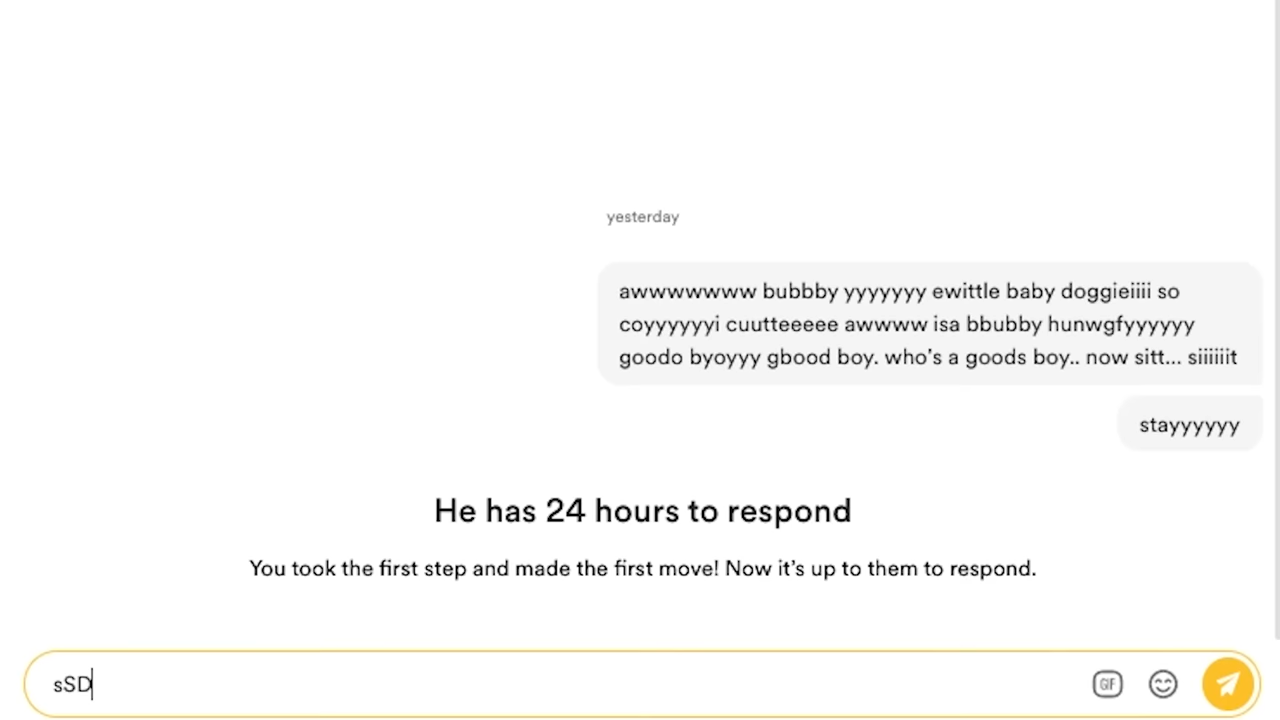 yesterday
awwwwwww bubbby yyyyyyy ewittle baby doggieiiii so
coyyyyyyi cuutteeeee awwww isa bbubby hunwgfyyyyyy
goodo byoyyy gbood boy. who’s a goods boy.. now sitt... siiiiiit
stayyyyyy
He has 24 hours to respond
You took the first step and made the first move! Now it’s up to them to respond.
sSD
GIF